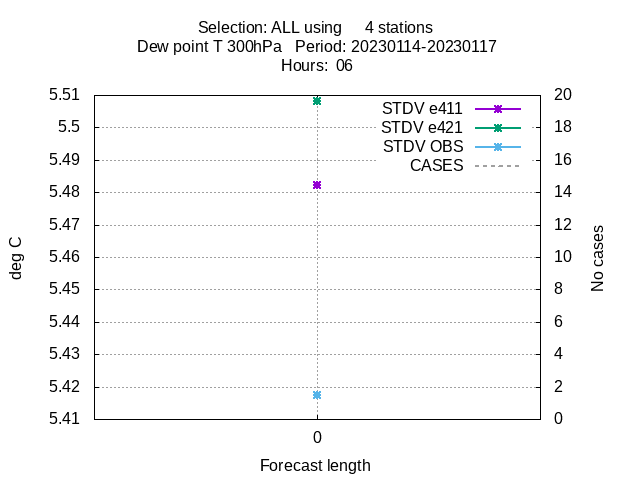 Selection: ALL using     4 stations
Dew point T 300hPa   Period: 20230114-20230117
Hours:  06
5.51
5.5
5.49
5.48
5.47
5.46
5.45
5.44
5.43
5.42
5.41
deg C
STDV e411
STDV e421
STDV OBS
CASES
20
18
16
14
12
10
8
6
4
2
0
No cases
0
Forecast length